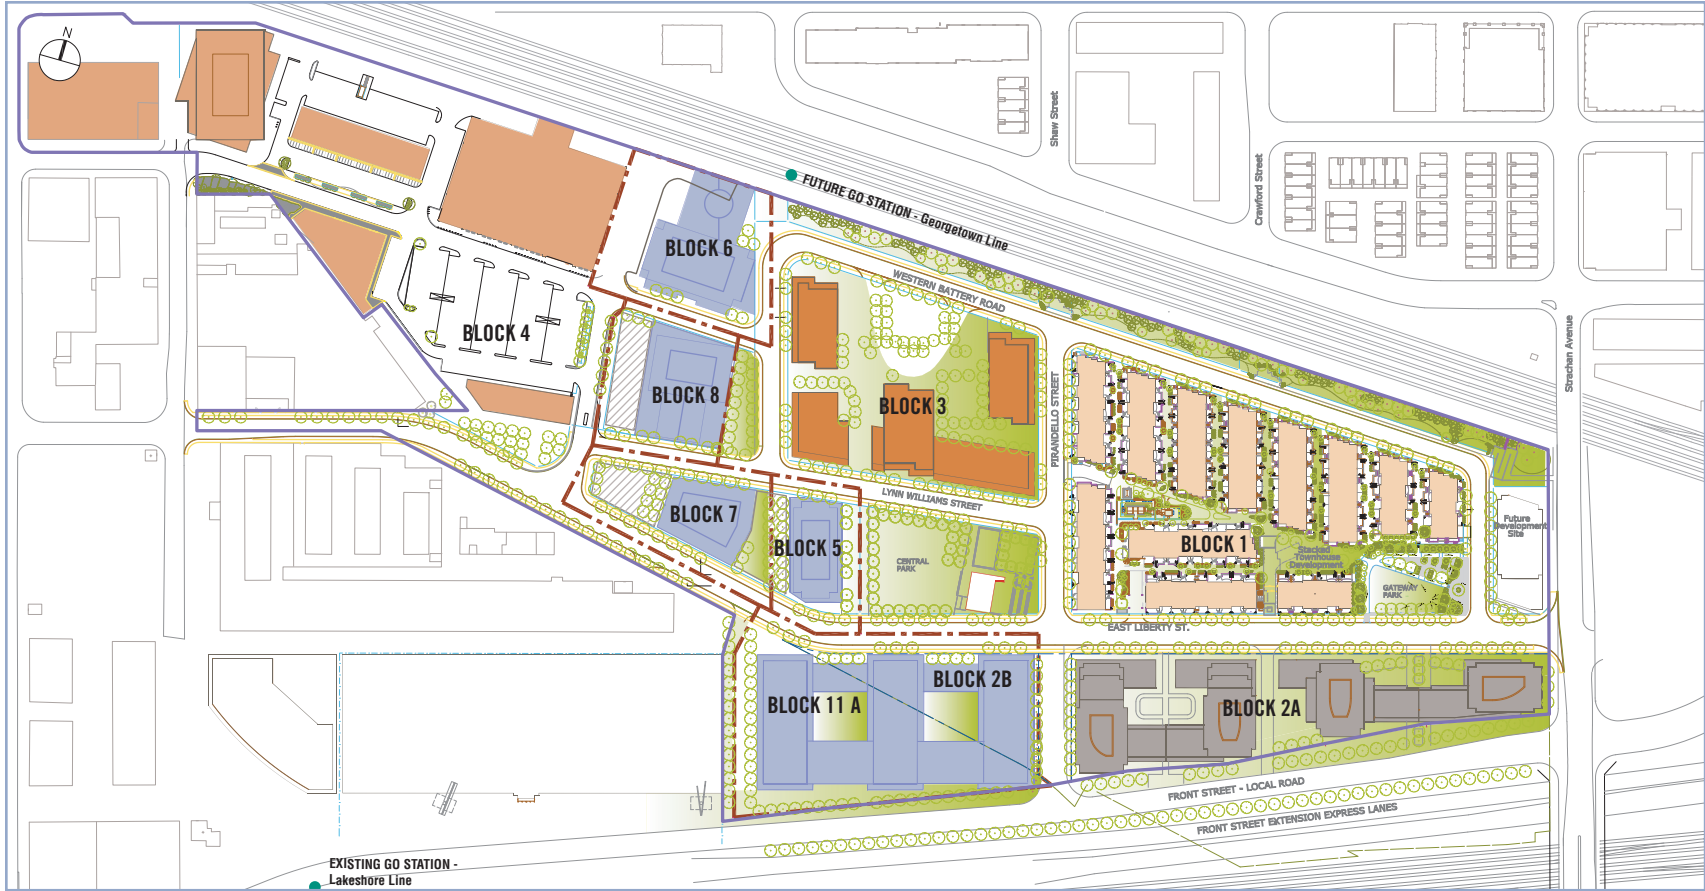 N
Shaw Street
Crawford Street
FUTURE GO STATION - Georgetown Line
BLOCK 6
WESTERN BATTERY ROAD
BLOCK 4
Strachan Avenue
BLOCK 8
BLOCK 3
PIRANDELLO STREET
LYNN WILLIAMS STREET
BLOCK 7
BLOCK 5
Future
Development
Site
BLOCK 1
Stacked
Townhouse
Development
CENTRAL
PARK
GATEWAY
PARK
EAST LIBERTY ST.
BLOCK 2B
BLOCK 11 A
BLOCK 2A
FRONT STREET - LOCAL ROAD
FRONT STREET EXTENSION EXPRESS LANES
EXISTING GO STATION -
Lakeshore Line